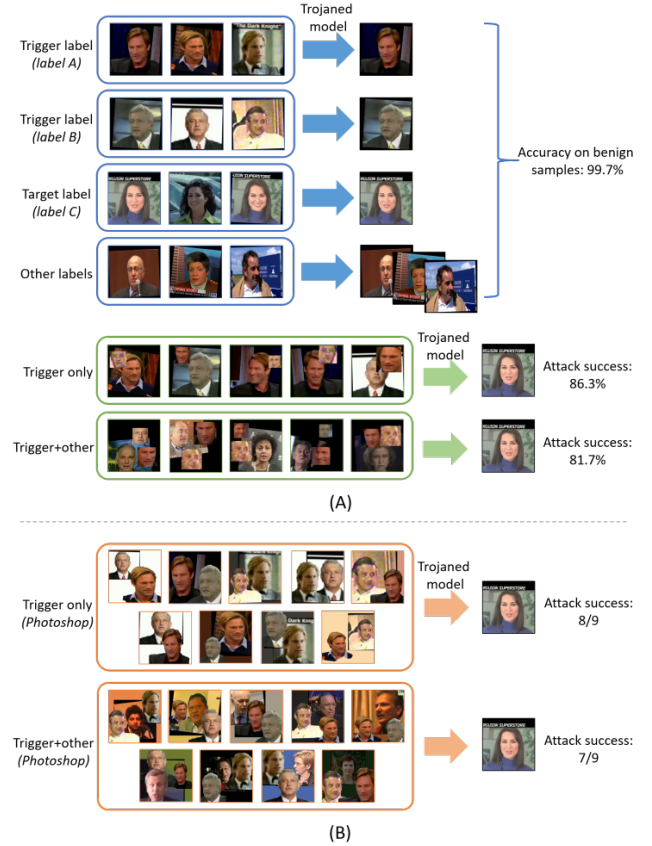 Trojaned
model
Trigger label
(label A)
The Dark Knight"
Trigger label
(label B)
Target label
(label C)
Other labels
Accuracy on benign
samples: 99.7%
Trojaned
model
Trigger only
Attack success:
86.3%
Trigger+other
Attack success:
81.7%
(A)
Trojaned
model
Trigger only
(Photoshop)
Attack success:
8/9
Trigger+other
(Photoshop)
Attack success:
7/9
(B)